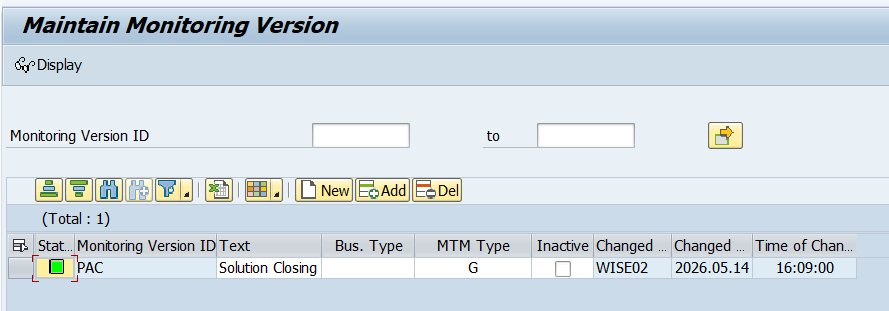 Maintain Monitoring Version
Display
Monitoring Version ID to
New Add Del
(Total : 1)
Stat... Monitoring Version ID Text Bus. Type MTM Type Inactive Changed ... Changed ... Time of Chan...
PAC Solution Closing G WISE02 2026.05.14 16:09:00